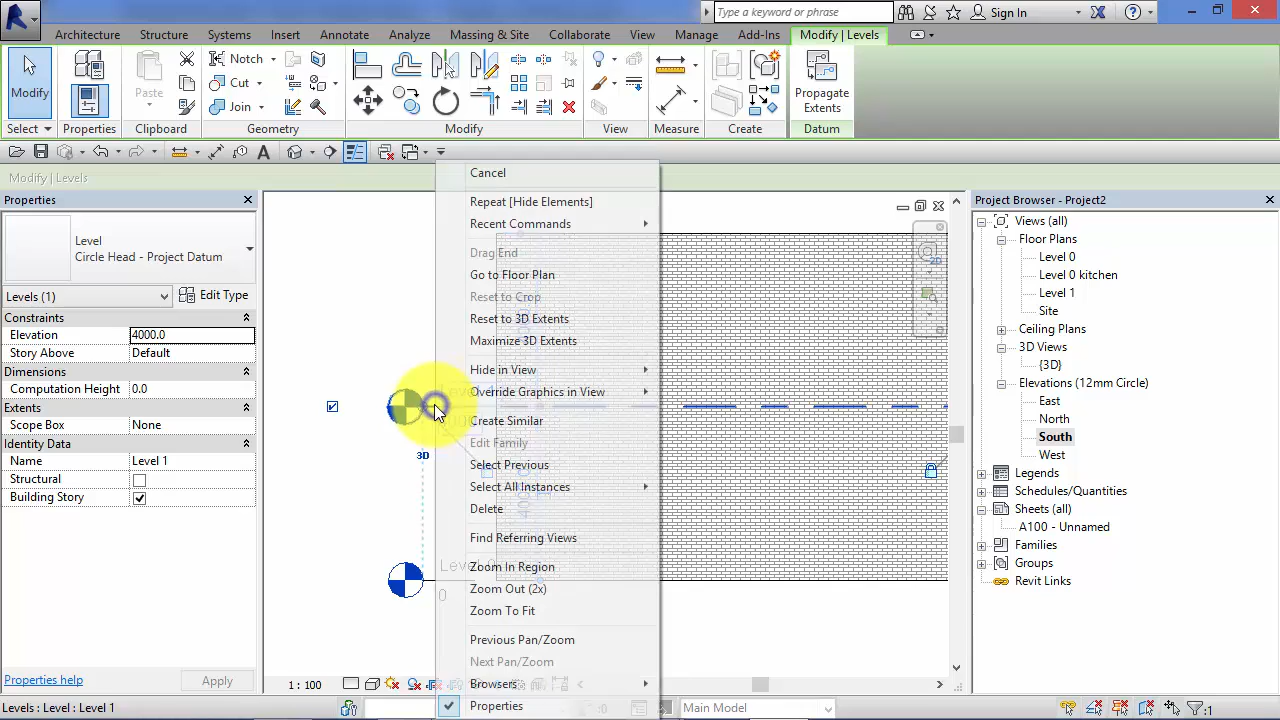 Type a keyword or phrase
Sign In
Architecture Structure Systems Insert Annotate Analyze Massing & Site Collaborate View Manage Add-Ins Modify | Levels
Modify
Paste
Notch
Cut
Join
Propagate Extents
Select Properties Clipboard Geometry Modify View Measure Create Datum
Modify | Levels
Properties
Level
Circle Head - Project Datum
Levels (1)
Edit Type
Constraints
Elevation 4000.0
Story Above Default
Dimensions
Computation Height 0.0
Extents
Scope Box None
Identity Data
Name Level 1
Structural
Building Story
Properties help
Apply
Cancel
Repeat [Hide Elements]
Recent Commands
Drag End
Go to Floor Plan
Reset to Crop
Reset to 3D Extents
Maximize 3D Extents
Hide in View
Override Graphics in View
Create Similar
Edit Family
Select Previous
Select All Instances
Delete
Find Referring Views
Zoom In Region
Zoom Out (2x)
Zoom To Fit
Previous Pan/Zoom
Next Pan/Zoom
Browsers
Properties
3D
0
2D
1 : 100
Project Browser - Project2
Views (all)
Floor Plans
Level 0
Level 0 kitchen
Level 1
Site
Ceiling Plans
3D Views
{3D}
Elevations (12mm Circle)
East
North
South
West
Legends
Schedules/Quantities
Sheets (all)
A100 - Unnamed
Families
Groups
Revit Links
Levels : Level : Level 1
:0
Main Model
:1